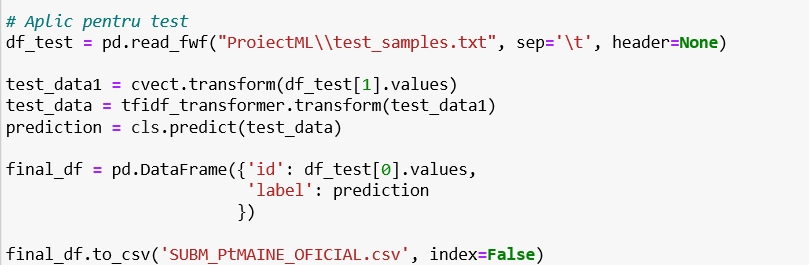 # Aplic pentru test
df_test = pd.read_fwf("ProiectML\\test_samples.txt", sep='\t', header=None)
test_data1 = cvect.transform(df_test[1].values)
test_data = tfidf_transformer.transform(test_data1)
prediction = cls.predict(test_data)
final_df = pd.DataFrame({'id': df_test[0].values,
'label': prediction
})
final_df.to_csv('SUBM_PtMAINE_OFICIAL.csv', index=False)